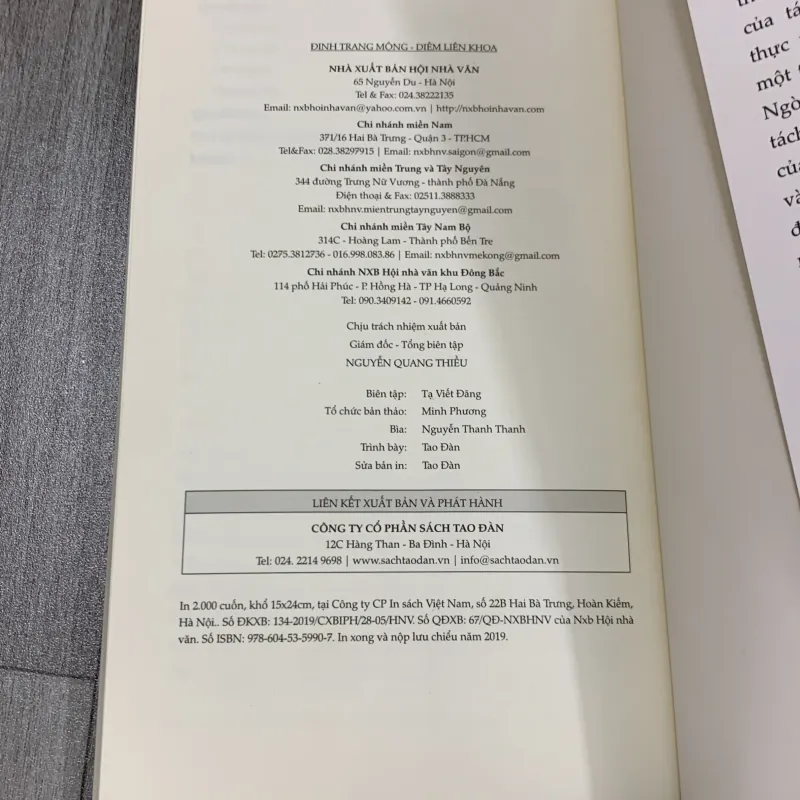 ĐINH TRANG MỘNG - DIÊM LIÊN KHOA
NHÀ XUẤT BẢN HỘI NHÀ VĂN
65 Nguyễn Du - Hà Nội
Tel & Fax: 024.38222135
Email: nxbhoinhavan@yahoo.com.vn | http://nxbhoinhavan.com
Chi nhánh miền Nam
371/16 Hai Bà Trưng - Quận 3 - TP.HCM
Tel&Fax: 028.38297915 | Email: nxbhnv.saigon@gmail.com
Chi nhánh miền Trung và Tây Nguyên
344 đường Trưng Nữ Vương - thành phố Đà Nẵng
Điện thoại & Fax: 02511.3888333
Email: nxbhnv.mientrungtaynguyen@gmail.com
Chi nhánh miền Tây Nam Bộ
314C - Hoàng Lam - Thành phố Bến Tre
Tel: 0275.3812736 - 016.998.083.86 | Email: nxbhnvmekong@gmail.com
Chi nhánh NXB Hội nhà văn khu Đông Bắc
114 phố Hải Phúc - P. Hồng Hà - TP Hạ Long - Quảng Ninh
Tel: 090.3409142 - 091.4660592
Chịu trách nhiệm xuất bản
Giám đốc - Tổng biên tập
NGUYỄN QUANG THIỀU
Biên tập: Tạ Viết Đãng
Tổ chức bản thảo: Minh Phương
Bìa: Nguyễn Thanh Thanh
Trình bày: Tao Đàn
Sửa bản in: Tao Đàn
LIÊN KẾT XUẤT BẢN VÀ PHÁT HÀNH
CÔNG TY CỔ PHẦN SÁCH TAO ĐÀN
12C Hàng Than - Ba Đình - Hà Nội
Tel: 024. 2214 9698 | www.sachtaodan.vn | info@sachtaodan.vn
In 2.000 cuốn, khổ 15x24cm, tại Công ty CP In sách Việt Nam, số 22B Hai Bà Trưng, Hoàn Kiếm,
Hà Nội.. Số ĐKXB: 134-2019/CXBIPH/28-05/HNV. Số QĐXB: 67/QĐ-NXBHNV của Nxb Hội nhà
văn. Số ISBN: 978-604-53-5990-7. In xong và nộp lưu chiểu năm 2019.
của tá
thực
một
Ngò
tách
của
và